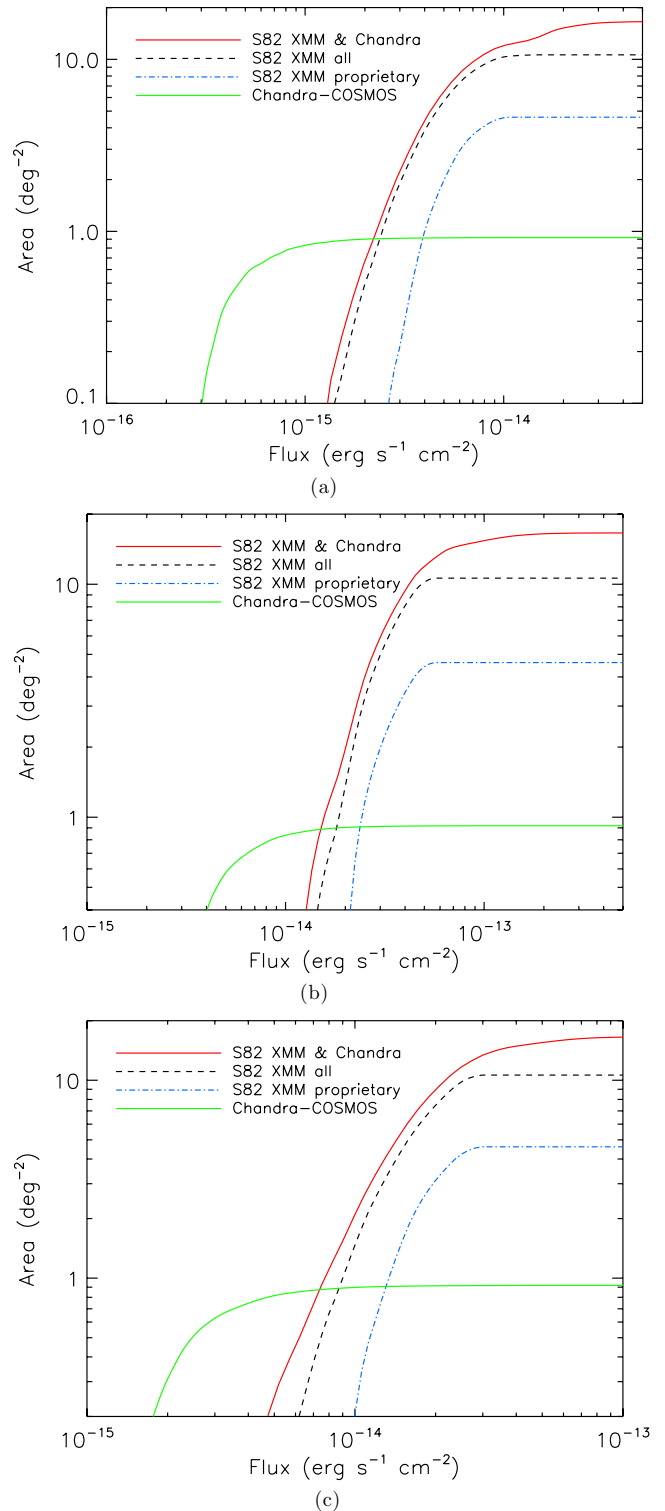 S82 XMM & Chandra
S82 XMM all
S82 XMM proprietary
Chandra-COSMOS
10.0
1.0
0.1
Area (deg⁻²)
10⁻¹⁶ 10⁻¹⁵ 10⁻¹⁴
Flux (erg s⁻¹ cm⁻²)
(a)
S82 XMM & Chandra
S82 XMM all
S82 XMM proprietary
Chandra-COSMOS
10
1
Area (deg⁻²)
10⁻¹⁵ 10⁻¹⁴ 10⁻¹³
Flux (erg s⁻¹ cm⁻²)
(b)
S82 XMM & Chandra
S82 XMM all
S82 XMM proprietary
Chandra-COSMOS
10
1
Area (deg⁻²)
10⁻¹⁵ 10⁻¹⁴ 10⁻¹³
Flux (erg s⁻¹ cm⁻²)
(c)